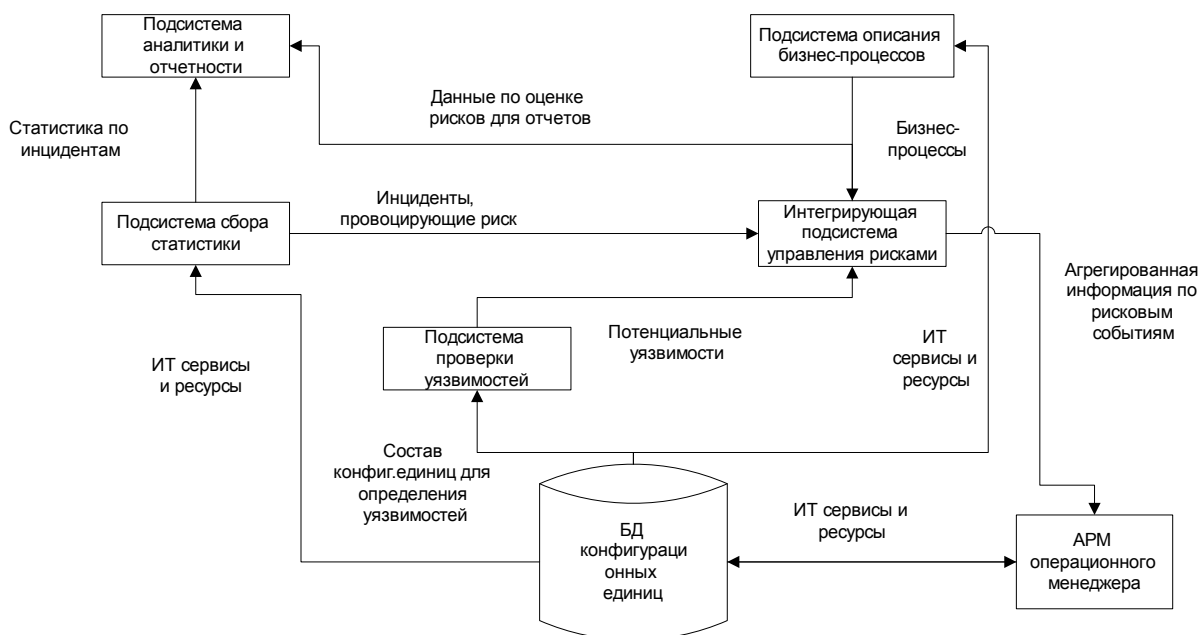 Подсистема
аналитики и
отчетности
Подсистема описания
бизнес-процессов
Данные по оценке
рисков для отчетов
Статистика по
инцидентам
Бизнес-
процессы
Подсистема сбора
статистики
Инциденты,
провоцирующие риск
Интегрирующая
подсистема
управления рисками
Агрегированная
информация по
рисковым
событиям
ИТ сервисы
и ресурсы
Подсистема
проверки
уязвимостей
Потенциальные
уязвимости
ИТ
сервисы и
ресурсы
Состав
конфиг.единиц для
определения
уязвимостей
БД
конфигураци
онных
единиц
ИТ сервисы и
ресурсы
АРМ
операционного
менеджера